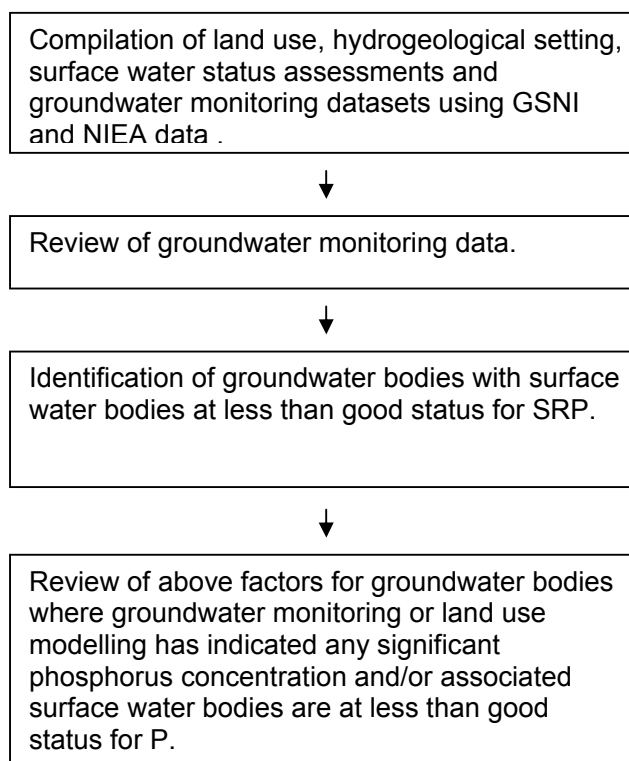 Compilation of land use, hydrogeological setting,
surface water status assessments and
groundwater monitoring datasets using GSNI
and NIEA data .
Review of groundwater monitoring data.
Identification of groundwater bodies with surface
water bodies at less than good status for SRP.
Review of above factors for groundwater bodies
where groundwater monitoring or land use
modelling has indicated any significant
phosphorus concentration and/or associated
surface water bodies are at less than good
status for P.